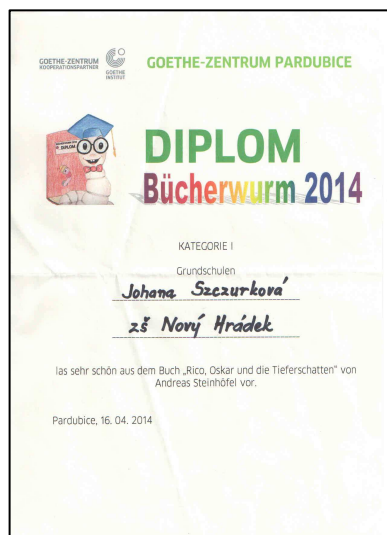 GOETHE-ZENTRUM
KOOPERATIONSPARTNER
GOETHE
INSTITUT
GOETHE-ZENTRUM PARDUBICE
DIPLOM
Bücherwurm 2014
KATEGORIE I
Grundschulen
Johana Szczurková
ZŠ Nový Hrádek
las sehr schön aus dem Buch „Rico, Oskar und die Tieferschatten" von
Andreas Steinhöfel vor.
Pardubice, 16. 04. 2014